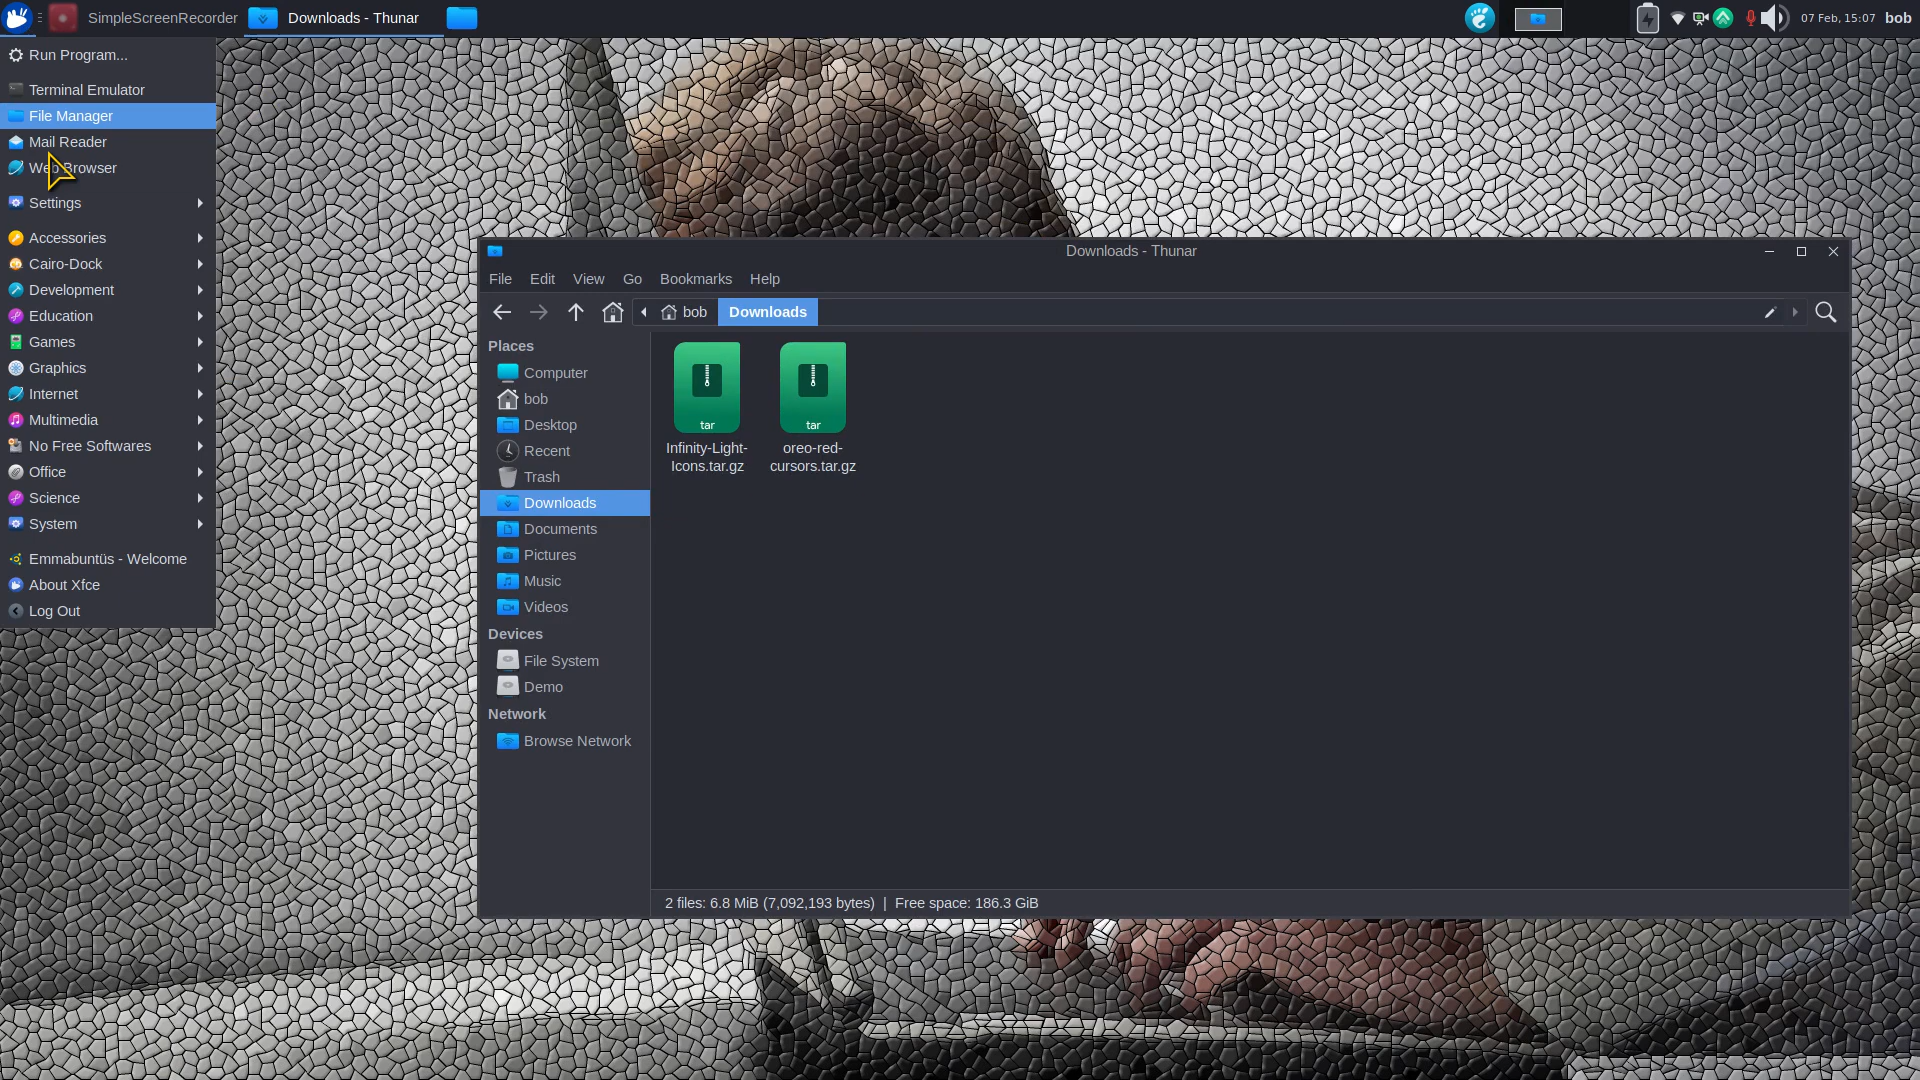 SimpleScreenRecorder
Downloads - Thunar
07 Feb, 15:07
bob
Run Program...
Terminal Emulator
File Manager
Mail Reader
Web Browser
Settings
Accessories
Cairo-Dock
Development
Education
Games
Graphics
Internet
Multimedia
No Free Softwares
Office
Science
System
Emmabuntüs - Welcome
About Xfce
Log Out
Downloads - Thunar
File Edit View Go Bookmarks Help
bob Downloads
Places
Computer
bob
Desktop
Recent
Trash
Downloads
Documents
Pictures
Music
Videos
Devices
File System
Demo
Network
Browse Network
tar
Infinity-Light-
Icons.tar.gz
tar
oreo-red-
cursors.tar.gz
2 files: 6.8 MiB (7,092,193 bytes) | Free space: 186.3 GiB